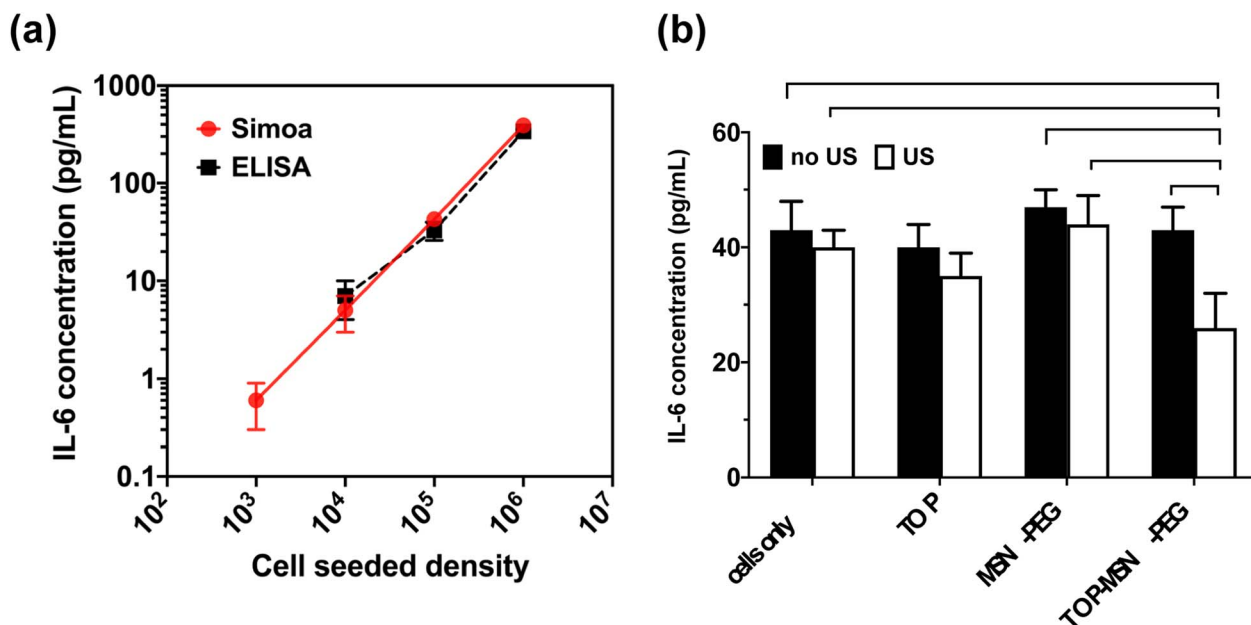 (a)
IL-6 concentration (pg/mL)
1000
100
10
1
0.1
Simoa
ELISA
10²
10³
10⁴
10⁵
10⁶
10⁷
Cell seeded density
(b)
IL-6 concentration (pg/mL)
60
40
20
0
no US
US
cells only
TO P
MSN -PEG
TOP-MSN -PEG